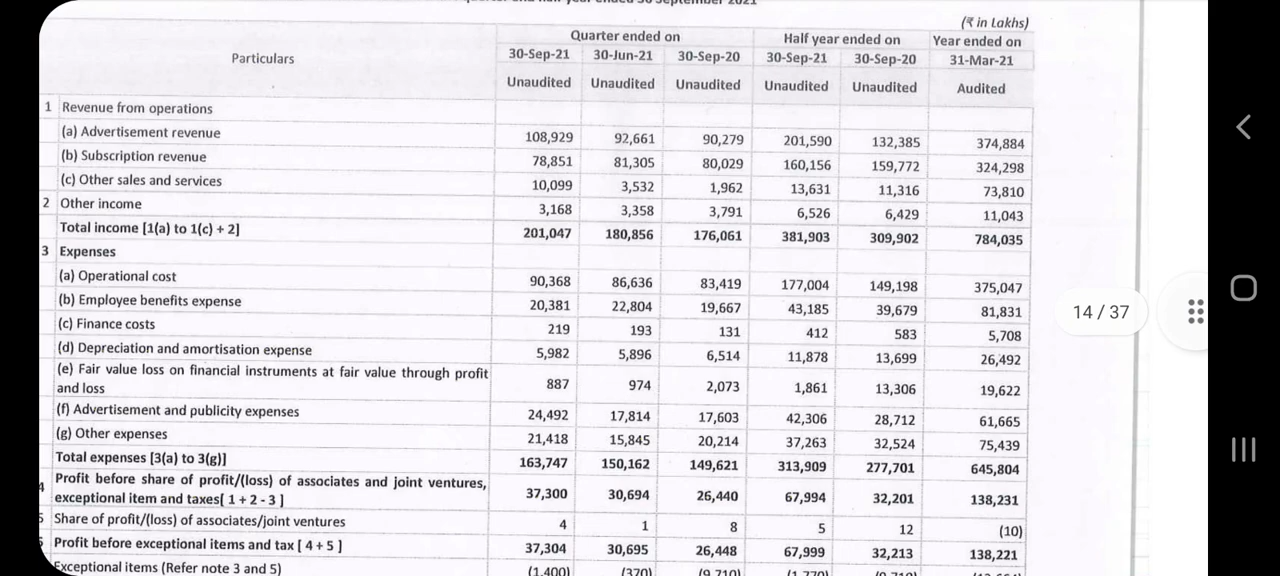 quarter and half year ended 30 September 2021
(₹ in Lakhs)
Quarter ended on Half year ended on Year ended on
Particulars 30-Sep-21 30-Jun-21 30-Sep-20 30-Sep-21 30-Sep-20 31-Mar-21
Unaudited Unaudited Unaudited Unaudited Unaudited Audited
1 Revenue from operations
(a) Advertisement revenue 108,929 92,661 90,279 201,590 132,385 374,884
(b) Subscription revenue 78,851 81,305 80,029 160,156 159,772 324,298
(c) Other sales and services 10,099 3,532 1,962 13,631 11,316 73,810
2 Other income 3,168 3,358 3,791 6,526 6,429 11,043
Total income [1(a) to 1(c) + 2] 201,047 180,856 176,061 381,903 309,902 784,035
3 Expenses
(a) Operational cost 90,368 86,636 83,419 177,004 149,198 375,047
(b) Employee benefits expense 20,381 22,804 19,667 43,185 39,679 81,831
(c) Finance costs 219 193 131 412 583 5,708
(d) Depreciation and amortisation expense 5,982 5,896 6,514 11,878 13,699 26,492
(e) Fair value loss on financial instruments at fair value through profit
and loss 887 974 2,073 1,861 13,306 19,622
(f) Advertisement and publicity expenses 24,492 17,814 17,603 42,306 28,712 61,665
(g) Other expenses 21,418 15,845 20,214 37,263 32,524 75,439
Total expenses [3(a) to 3(g)] 163,747 150,162 149,621 313,909 277,701 645,804
4 Profit before share of profit/(loss) of associates and joint ventures,
exceptional item and taxes[ 1 + 2 - 3 ] 37,300 30,694 26,440 67,994 32,201 138,231
5 Share of profit/(loss) of associates/joint ventures 4 1 8 5 12 (10)
Profit before exceptional items and tax [ 4 + 5 ] 37,304 30,695 26,448 67,999 32,213 138,221
Exceptional items (Refer note 3 and 5) (1,400) (370) (9,710) (1,770) (9,710)
14 / 37